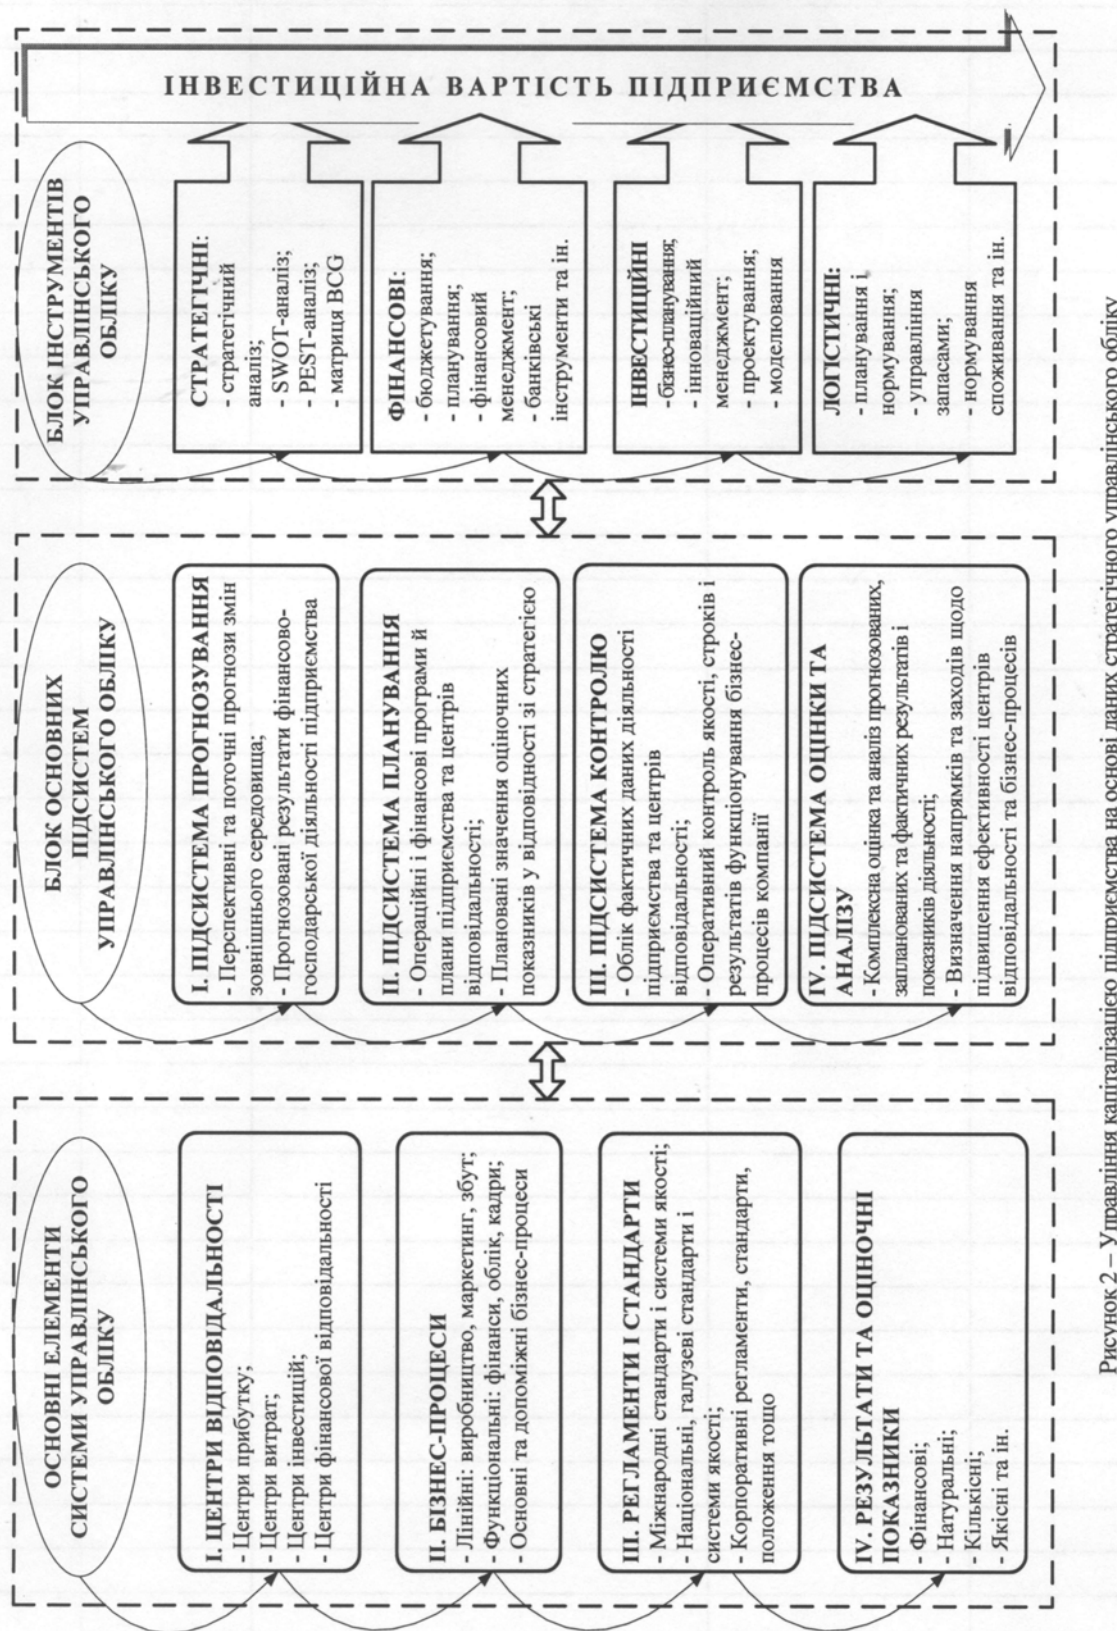 ІНВЕСТИЦІЙНА ВАРТІСТЬ ПІДПРИЄМСТВА
БЛОК ІНСТРУМЕНТІВ
УПРАВЛІНСЬКОГО
ОБЛІКУ
СТРАТЕГІЧНІ:
- стратегічний
аналіз;
- SWOT-аналіз;
PEST-аналіз;
- матриця BCG
ФІНАНСОВІ:
- бюджетування;
- планування;
- фінансовий
менеджмент;
- банківські
інструменти та ін.
ІНВЕСТИЦІЙНІ
- бізнес-планування;
- інноваційний
менеджмент;
- проектування;
- моделювання
ЛОГІСТИЧНІ:
- планування і
нормування;
- управління
запасами;
- нормування
споживання та ін.
БЛОК ОСНОВНИХ
ПІДСИСТЕМ
УПРАВЛІНСЬКОГО ОБЛІКУ
I. ПІДСИСТЕМА ПРОГНОЗУВАННЯ
- Перспективні та поточні прогнози змін
зовнішнього середовища;
- Прогнозовані результати фінансово-
господарської діяльності підприємства
II. ПІДСИСТЕМА ПЛАНУВАННЯ
- Операційні і фінансові програми й
плани підприємства та центрів
відповідальності;
- Плановані значення оціночних
показників у відповідності зі стратегією
III. ПІДСИСТЕМА КОНТРОЛЮ
- Облік фактичних даних діяльності
підприємства та центрів
відповідальності;
- Оперативний контроль якості, строків і
результатів функціонування бізнес-
процесів компанії
IV. ПІДСИСТЕМА ОЦІНКИ ТА
АНАЛІЗУ
- Комплексна оцінка та аналіз прогнозованих,
запланованих та фактичних результатів і
показників діяльності;
- Визначення напрямків та заходів щодо
підвищення ефективності центрів
відповідальності та бізнес-процесів
ОСНОВНІ ЕЛЕМЕНТИ
СИСТЕМИ УПРАВЛІНСЬКОГО
ОБЛІКУ
I. ЦЕНТРИ ВІДПОВІДАЛЬНОСТІ
- Центри прибутку;
- Центри витрат;
- Центри інвестицій;
- Центри фінансової відповідальності
II. БІЗНЕС-ПРОЦЕСИ
- Лінійні: виробництво, маркетинг, збут;
- Функціональні: фінанси, облік, кадри;
- Основні та допоміжні бізнес-процеси
III. РЕГЛАМЕНТИ І СТАНДАРТИ
- Міжнародні стандарти і системи якості;
- Національні, галузеві стандарти і
системи якості;
- Корпоративні регламенти, стандарти,
положення тощо
IV. РЕЗУЛЬТАТИ ТА ОЦІНОЧНІ
ПОКАЗНИКИ
- Фінансові;
- Натуральні;
- Кількісні;
- Якісні та ін.
Рисунок 2 – Управління капіталізацією підприємства на основі даних стратегічного управлінського обліку